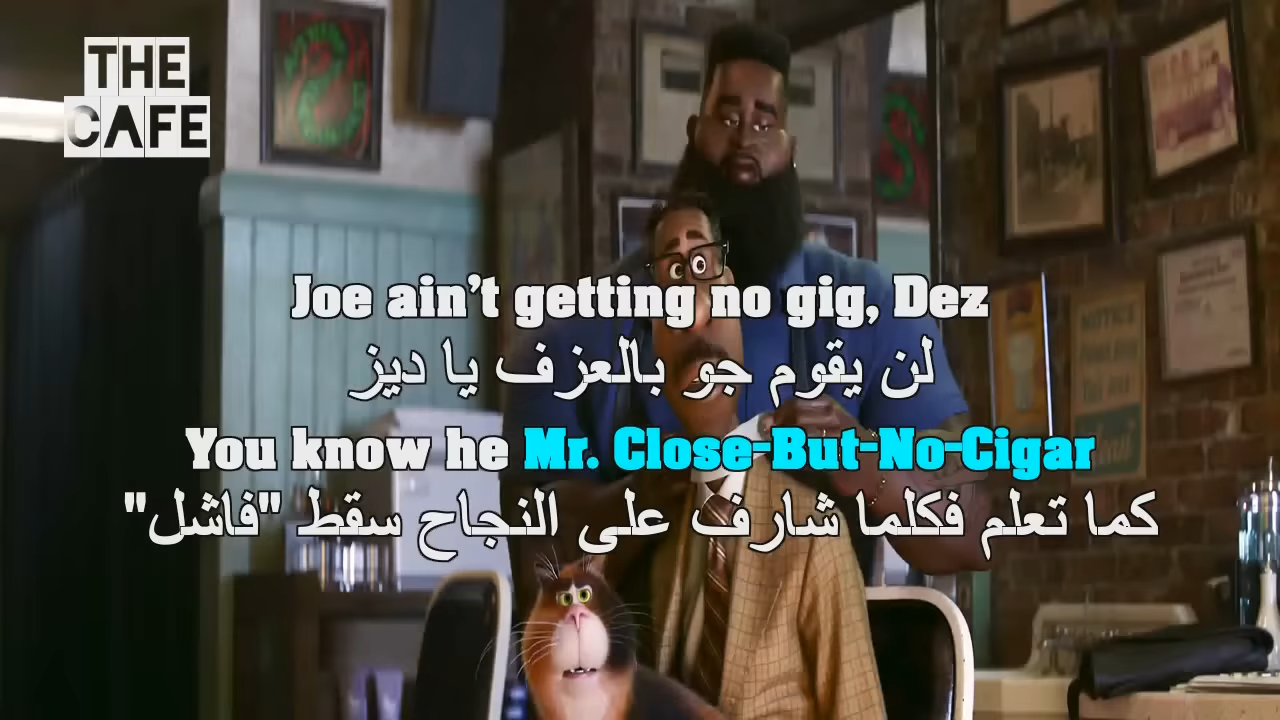 THE
CAFE
Joe ain't getting no gig, Dez
لن يقوم جو بالعزف يا ديز
You know he Mr. Close-But-No-Cigar
كما تعلم فكلما شارف على النجاح سقط "فاشل"
NOTICE